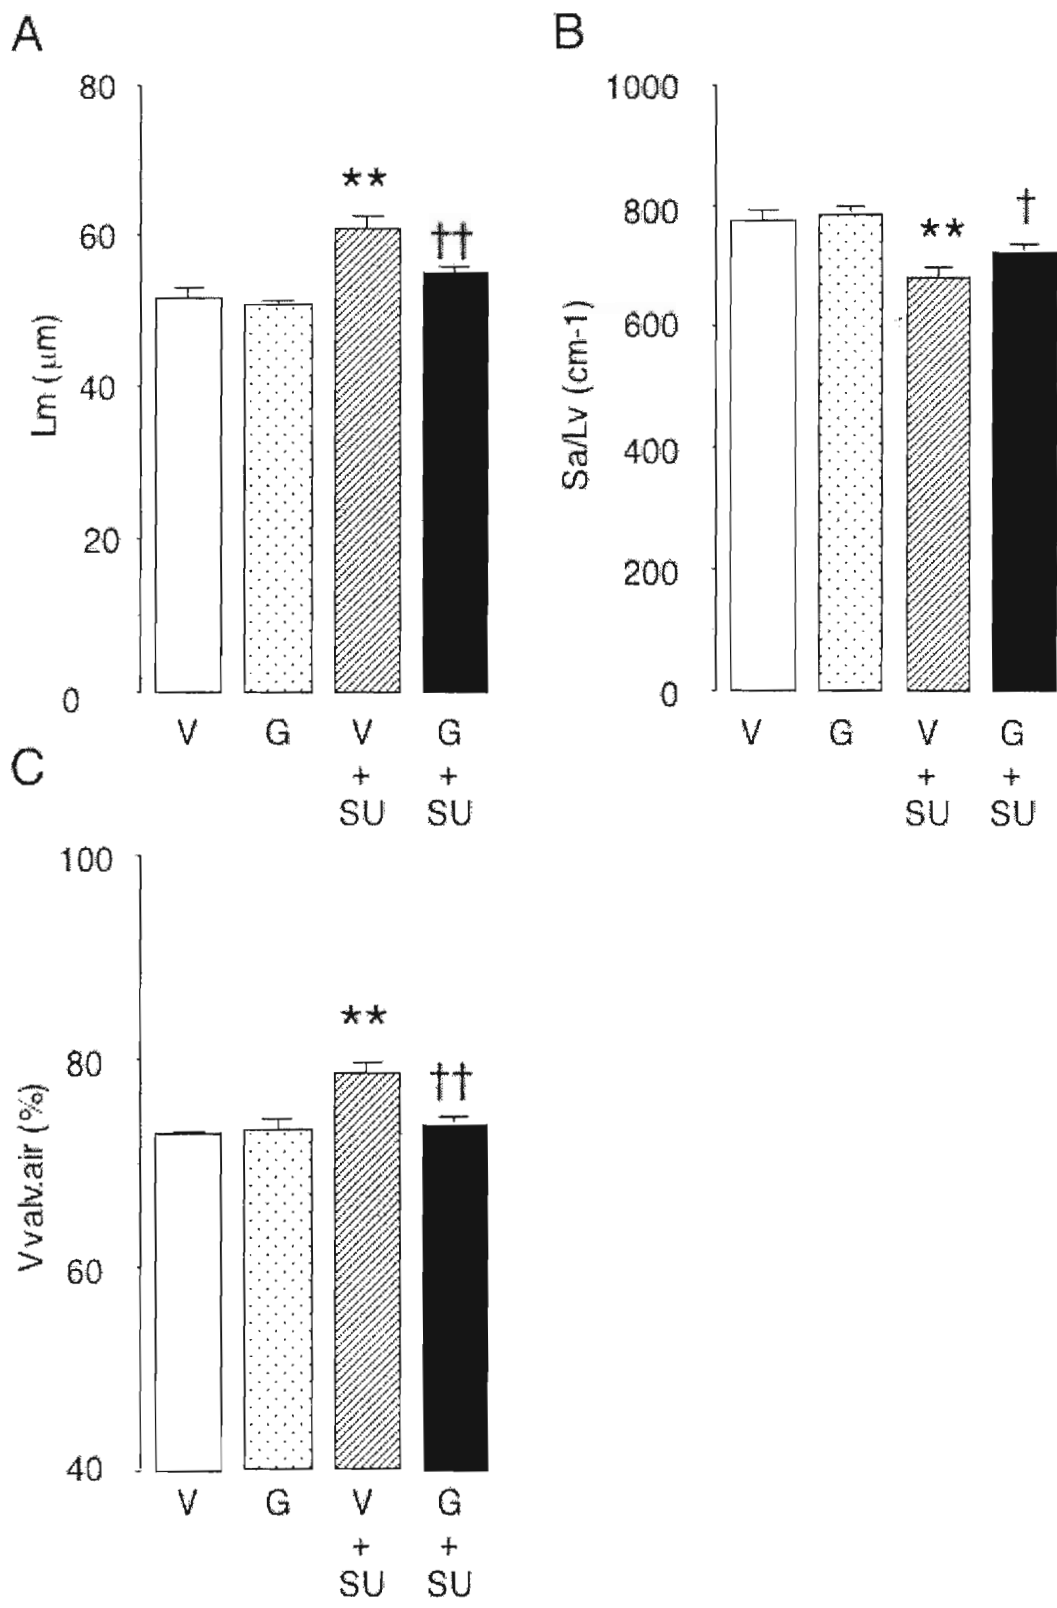 A
80
60
40
20
0
Lm (μm)
**
††
V G V G
+ +
SU SU
B
1000
800
600
400
200
0
Sa/Lv (cm-1)
**
†
V G V G
+ +
SU SU
C
100
80
60
40
Vvalv.air (%)
**
††
V G V G
+ +
SU SU